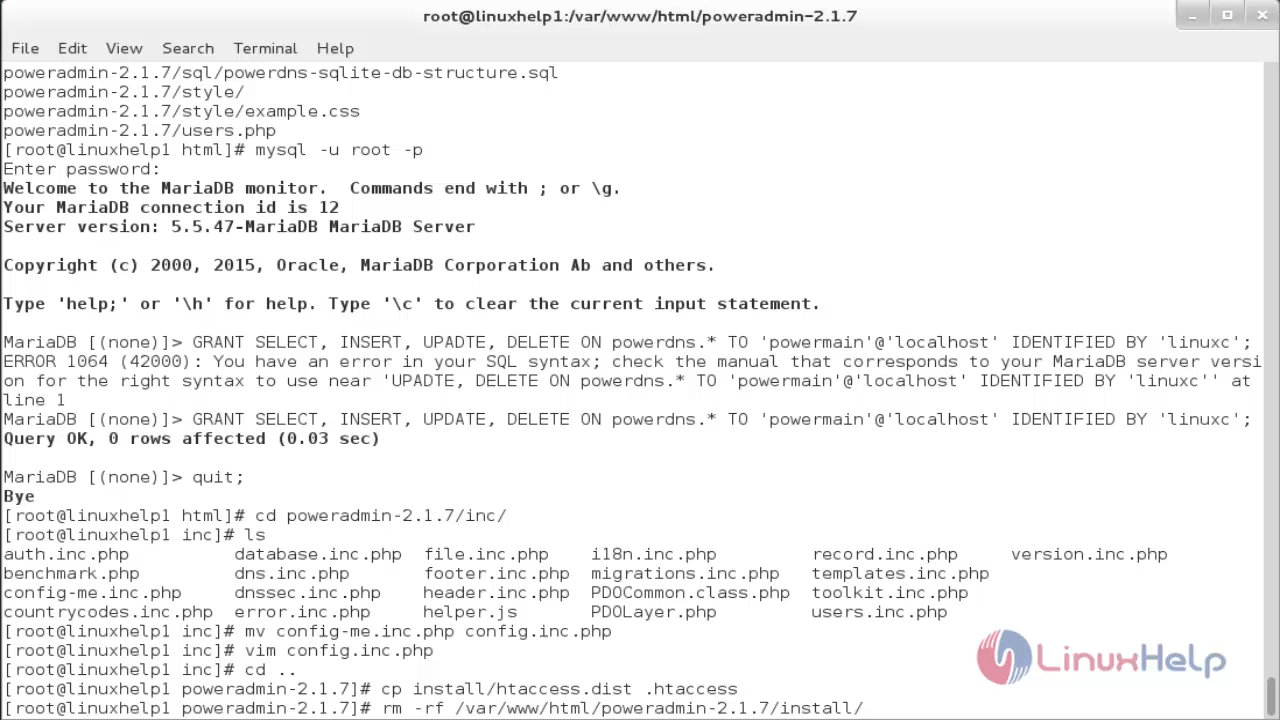 root@linuxhelp1:/var/www/html/poweradmin-2.1.7
File Edit View Search Terminal Help
poweradmin-2.1.7/sql/powerdns-sqlite-db-structure.sql
poweradmin-2.1.7/style/
poweradmin-2.1.7/style/example.css
poweradmin-2.1.7/users.php
[root@linuxhelp1 html]# mysql -u root -p
Enter password:
Welcome to the MariaDB monitor.  Commands end with ; or \g.
Your MariaDB connection id is 12
Server version: 5.5.47-MariaDB MariaDB Server
Copyright (c) 2000, 2015, Oracle, MariaDB Corporation Ab and others.
Type 'help;' or '\h' for help. Type '\c' to clear the current input statement.
MariaDB [(none)]> GRANT SELECT, INSERT, UPADTE, DELETE ON powerdns.* TO 'powermain'@'localhost' IDENTIFIED BY 'linuxc';
ERROR 1064 (42000): You have an error in your SQL syntax; check the manual that corresponds to your MariaDB server versi
on for the right syntax to use near 'UPADTE, DELETE ON powerdns.* TO 'powermain'@'localhost' IDENTIFIED BY 'linuxc'' at
line 1
MariaDB [(none)]> GRANT SELECT, INSERT, UPDATE, DELETE ON powerdns.* TO 'powermain'@'localhost' IDENTIFIED BY 'linuxc';
Query OK, 0 rows affected (0.03 sec)
MariaDB [(none)]> quit;
Bye
[root@linuxhelp1 html]# cd poweradmin-2.1.7/inc/
[root@linuxhelp1 inc]# ls
auth.inc.php database.inc.php file.inc.php i18n.inc.php record.inc.php version.inc.php
benchmark.php dns.inc.php footer.inc.php migrations.inc.php templates.inc.php
config-me.inc.php dnssec.inc.php header.inc.php PDOCommon.class.php toolkit.inc.php
countrycodes.inc.php error.inc.php helper.js PDOLayer.php users.inc.php
[root@linuxhelp1 inc]# mv config-me.inc.php config.inc.php
[root@linuxhelp1 inc]# vim config.inc.php
[root@linuxhelp1 inc]# cd ..
[root@linuxhelp1 poweradmin-2.1.7]# cp install/htaccess.dist .htaccess
[root@linuxhelp1 poweradmin-2.1.7]# rm -rf /var/www/html/poweradmin-2.1.7/install/
LinuxHelp